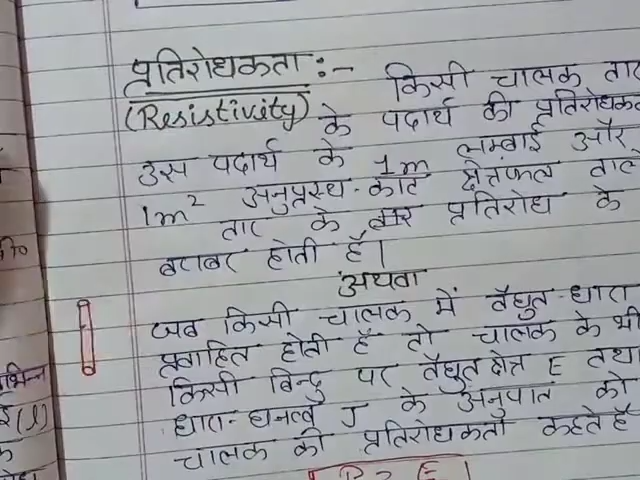 प्रतिरोधकता :- किसी चालक तार
(Resistivity) के पदार्थ की प्रतिरोधकता
उस पदार्थ के 1m लम्बाई और
1m² अनुप्रस्थ-काट क्षेत्रफल वाले
तार के प्रतिरोध के
बराबर होती है।
अथवा
जब किसी चालक में वैद्युत-धारा
प्रवाहित होती है तो चालक के भी
किसी बिन्दु पर वैद्युत क्षेत्र E तथा
धारा-घनत्व J के अनुपात को
चालक की प्रतिरोधकता कहते है
(l)